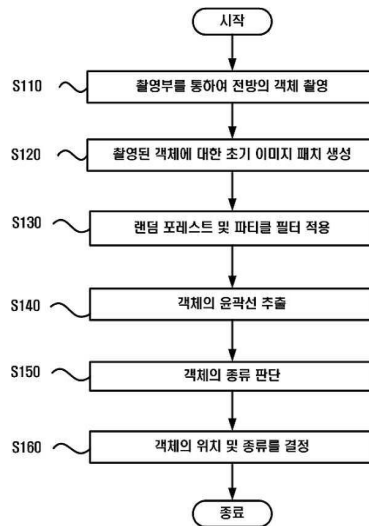 시작
S110
촬영부를 통하여 전방의 객체 촬영
S120
촬영된 객체에 대한 초기 이미지 패치 생성
S130
랜덤 포레스트 및 파티클 필터 적용
S140
객체의 윤곽선 추출
S150
객체의 종류 판단
S160
객체의 위치 및 종류를 결정
종료